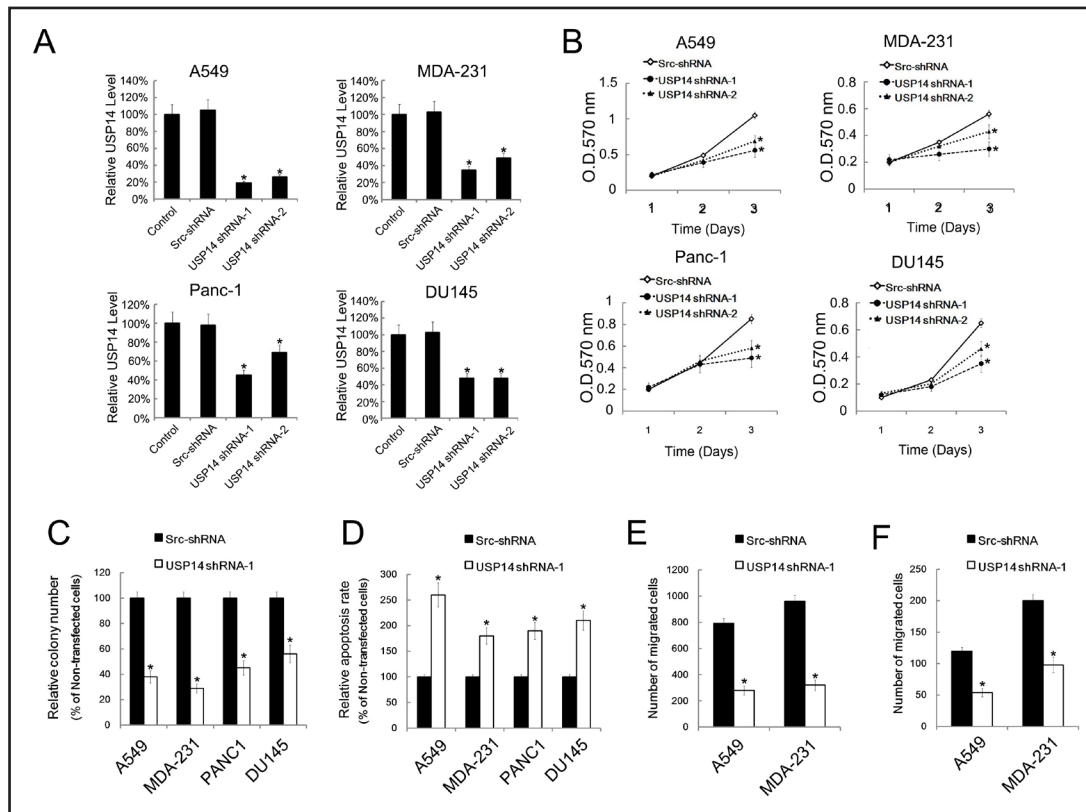 A
A549
Relative USP14 Level
140%
120%
100%
80%
60%
40%
20%
0%
Control
Src-shRNA
USP14 shRNA-1
USP14 shRNA-2
*
*
MDA-231
Relative USP14 Level
140%
120%
100%
80%
60%
40%
20%
0%
Control
Src-shRNA
USP14 shRNA-1
USP14 shRNA-2
*
*
Panc-1
Relative USP14 Level
120%
100%
80%
60%
40%
20%
0%
Control
Src-shRNA
USP14 shRNA-1
USP14 shRNA-2
*
*
DU145
Relative USP14 Level
140%
120%
100%
80%
60%
40%
20%
0%
Control
Src-shRNA
USP14 shRNA-1
USP14 shRNA-2
*
*
B
A549
Src-shRNA
USP14 shRNA-1
USP14 shRNA-2
O.D.570 nm
1.5
1
0.5
0
1 2 3
Time (Days)
*
*
MDA-231
Src-shRNA
USP14 shRNA-1
USP14 shRNA-2
O.D.570 nm
0.8
0.6
0.4
0.2
0
1 2 3
Time (Days)
*
*
Panc-1
Src-shRNA
USP14 shRNA-1
USP14 shRNA-2
O.D.570 nm
1
0.8
0.6
0.4
0.2
0
1 2 3
Time (Days)
*
*
DU145
Src-shRNA
USP14 shRNA-1
USP14 shRNA-2
O.D.570 nm
0.8
0.6
0.4
0.2
0
1 2 3
Time (Days)
*
*
C
Src-shRNA
USP14 shRNA-1
Relative colony number
(% of Non-transfected cells)
120
100
80
60
40
20
0
* * * *
A549
MDA-231
PANC1
DU145
D
Src-shRNA
USP14 shRNA-1
Relative apoptosis rate
(% of Non-transfected cells)
300
250
200
150
100
50
0
* * * *
A549
MDA-231
PANC1
DU145
E
Src-shRNA
USP14 shRNA-1
Number of migrated cells
1200
1000
800
600
400
200
0
* *
A549
MDA-231
F
Src-shRNA
USP14 shRNA-1
Number of migrated cells
250
200
150
100
50
0
* *
A549
MDA-231